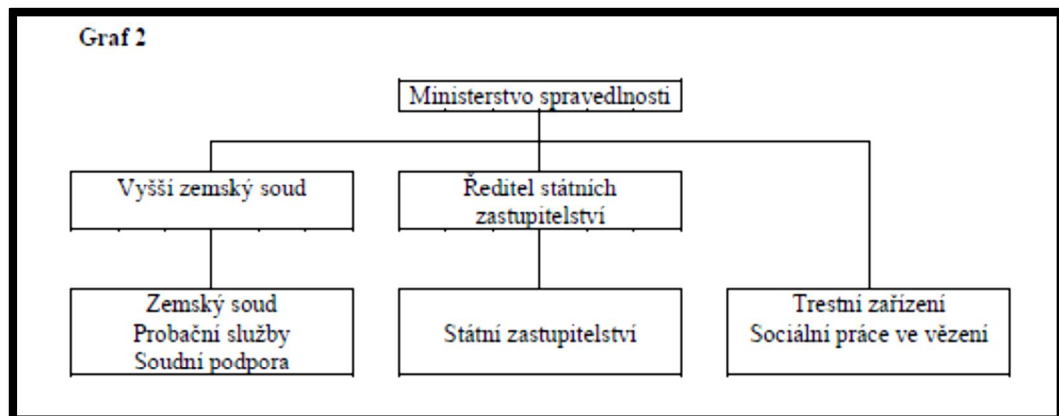 Graf 2
Ministerstvo spravedlnosti
Vyšší zemský soud
Ředitel státních
zastupitelství
Zemský soud
Probační služby
Soudní podpora
Státní zastupitelství
Trestní zařízení
Sociální práce ve vězení